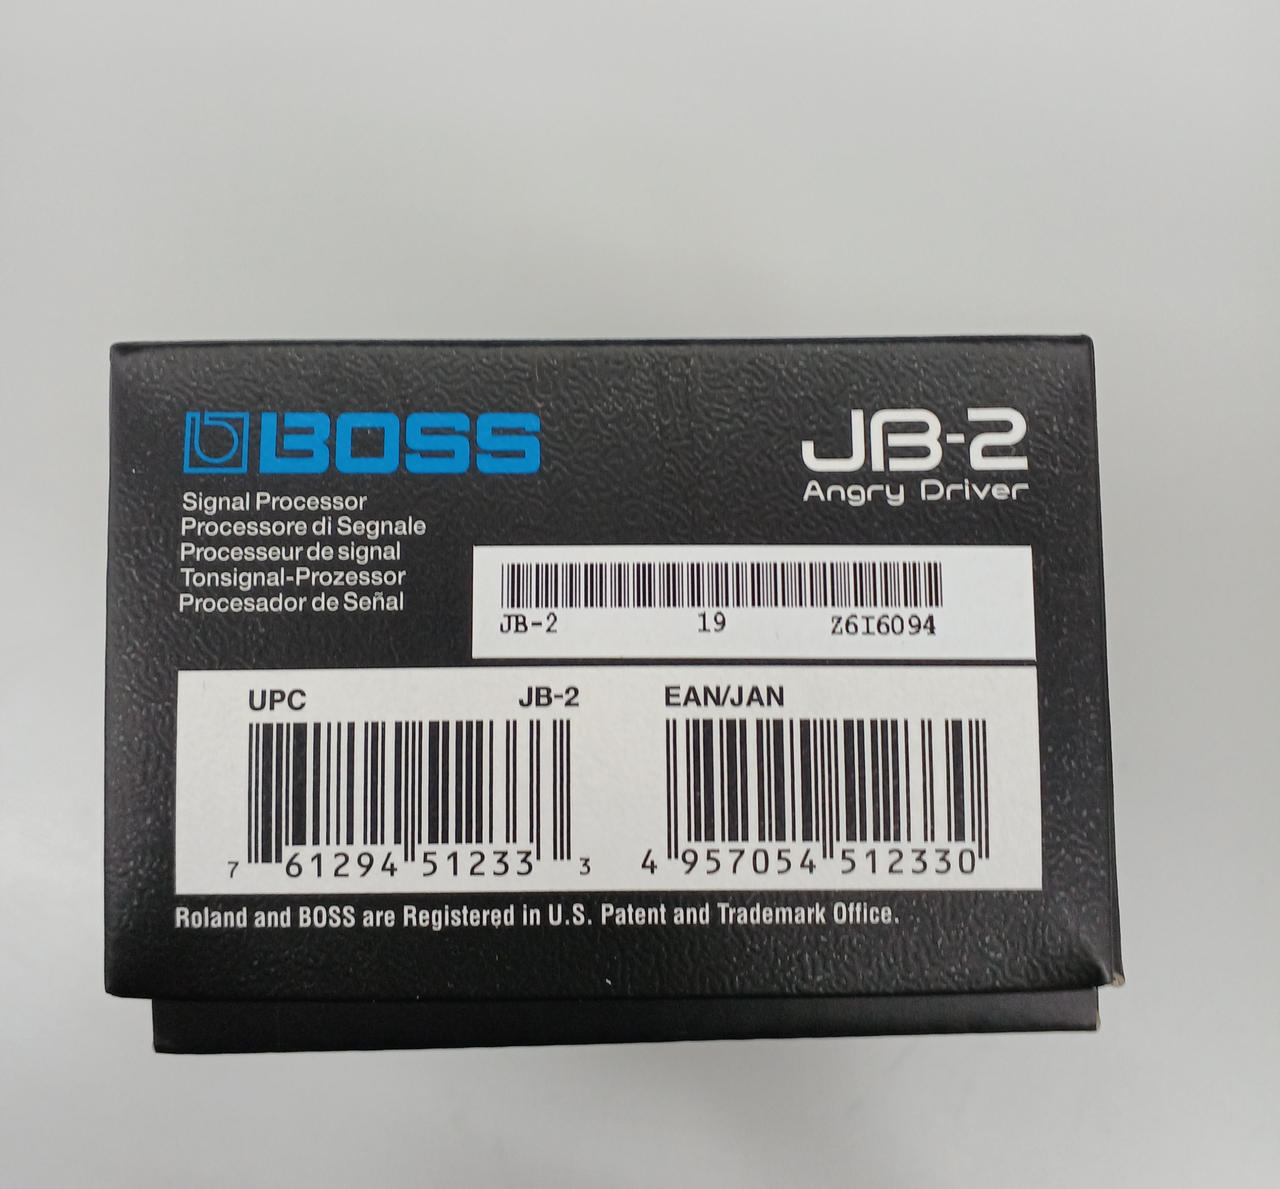 BOSS
JB-2
Angry Driver
Signal Processor
Processore di Segnale
Processeur de signal
Tonsignal-Prozessor
Procesador de Señal
JB-2 19 Z6I6094
UPC JB-2 EAN/JAN
7 61294 51233 3 4 957054 512330
Roland and BOSS are Registered in U.S. Patent and Trademark Office.